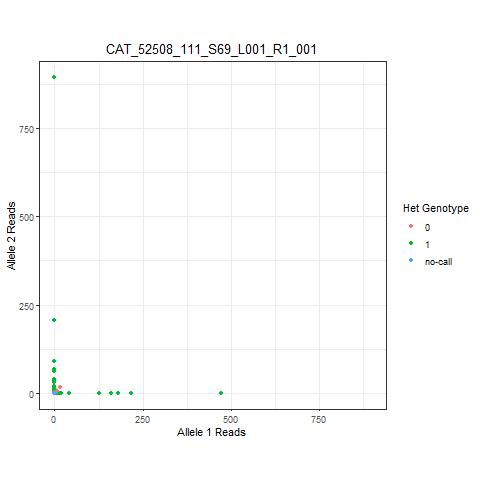 CAT_52508_111_S69_L001_R1_001
Allele 2 Reads
750
500
250
0
0
250
500
750
Allele 1 Reads
Het Genotype
0
1
no-call